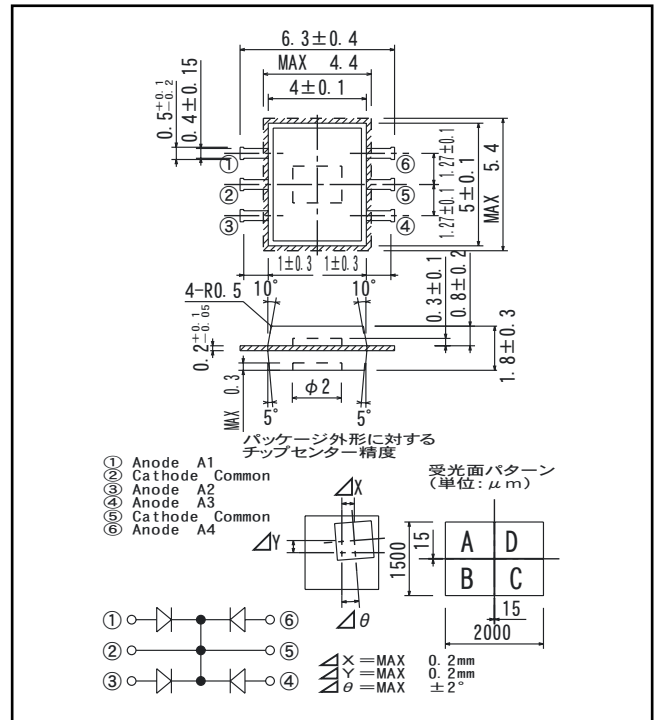 6.3±0.4
MAX 4.4
4±0.1
0.5+0.1-0.2
0.4±0.15
① ⑥
② ⑤
③ ④
1.27±0.1 1.27±0.1
5±0.1
MAX 5.4
1±0.3 1±0.3
4-R0.5 10° 10°
0.3±0.1
0.8±0.2
1.8±0.3
0.2+0.1-0.05
MAX 0.3
φ2
5° 5°
パッケージ外形に対する
チップセンター精度
① Anode A1
② Cathode Common
③ Anode A2
④ Anode A3
⑤ Cathode Common
⑥ Anode A4
⊿X
⊿Y
⊿θ
受光面パターン
(単位:μm)
A D
B C
15
1500
15
2000
① ⑥
② ⑤
③ ④
⊿X=MAX 0.2mm
⊿Y=MAX 0.2mm
⊿θ=MAX ±2°